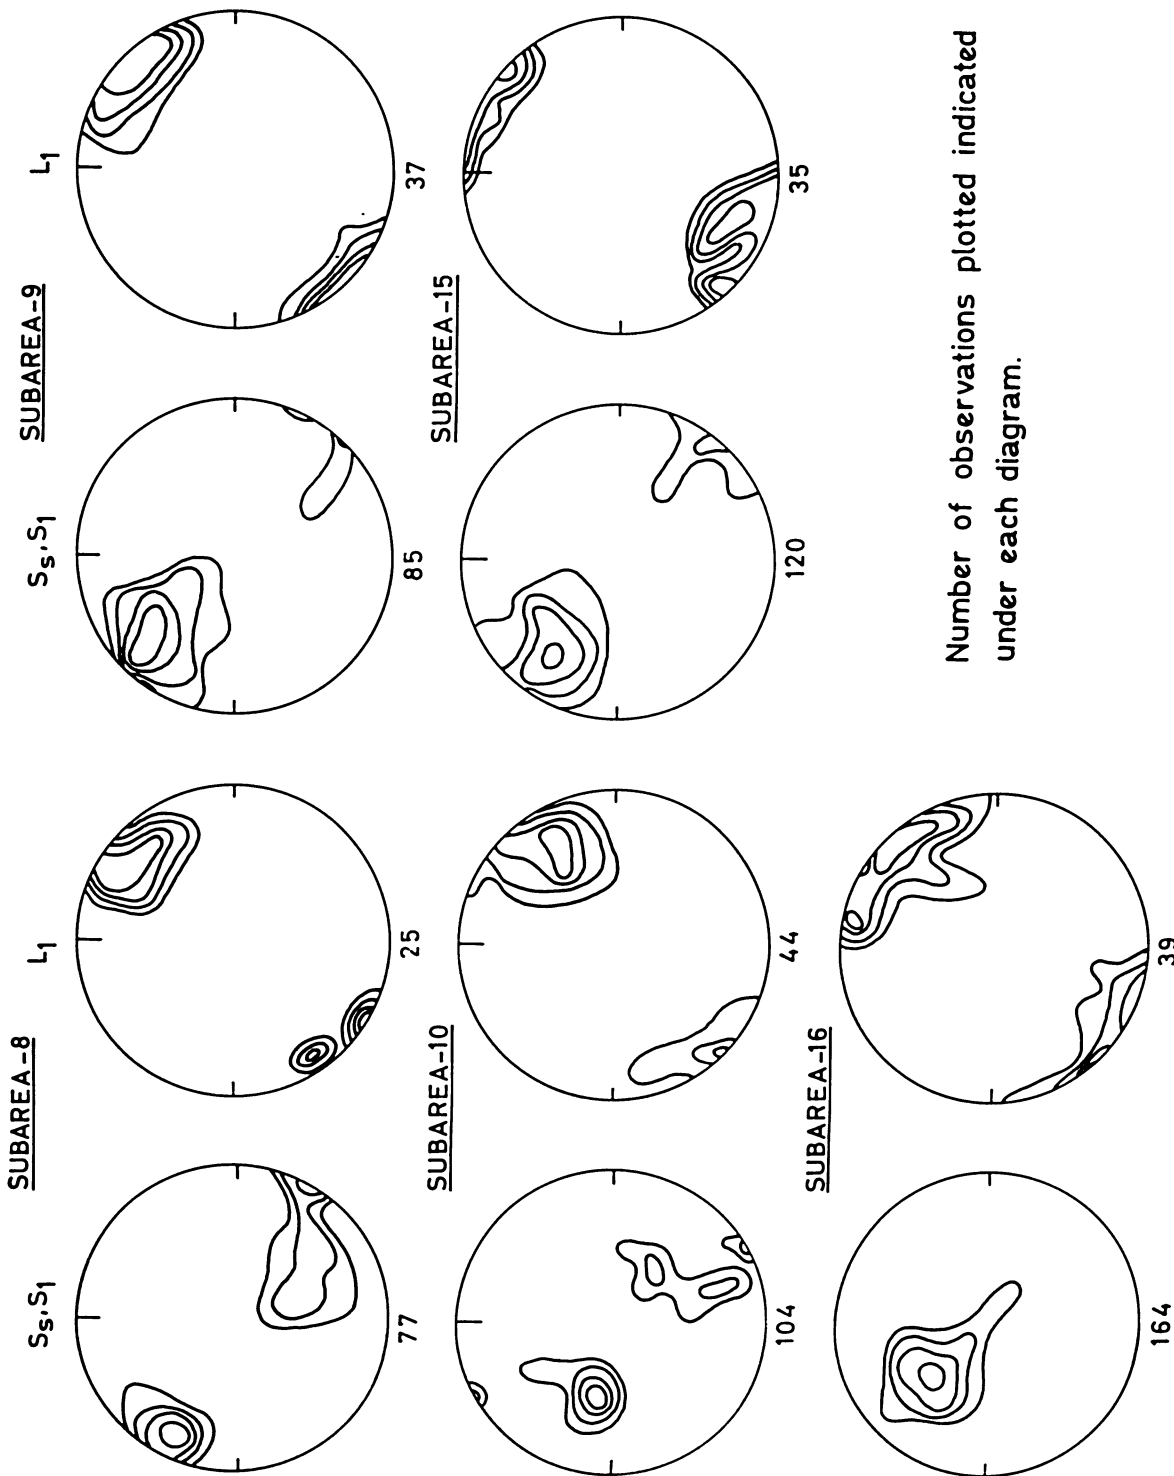 SUBAREA-8
Sₛ,S₁
L₁
77
25
SUBAREA-9
Sₛ,S₁
L₁
85
37
SUBAREA-10
104
44
SUBAREA-15
120
35
SUBAREA-16
164
39
Number of observations plotted indicated
under each diagram.